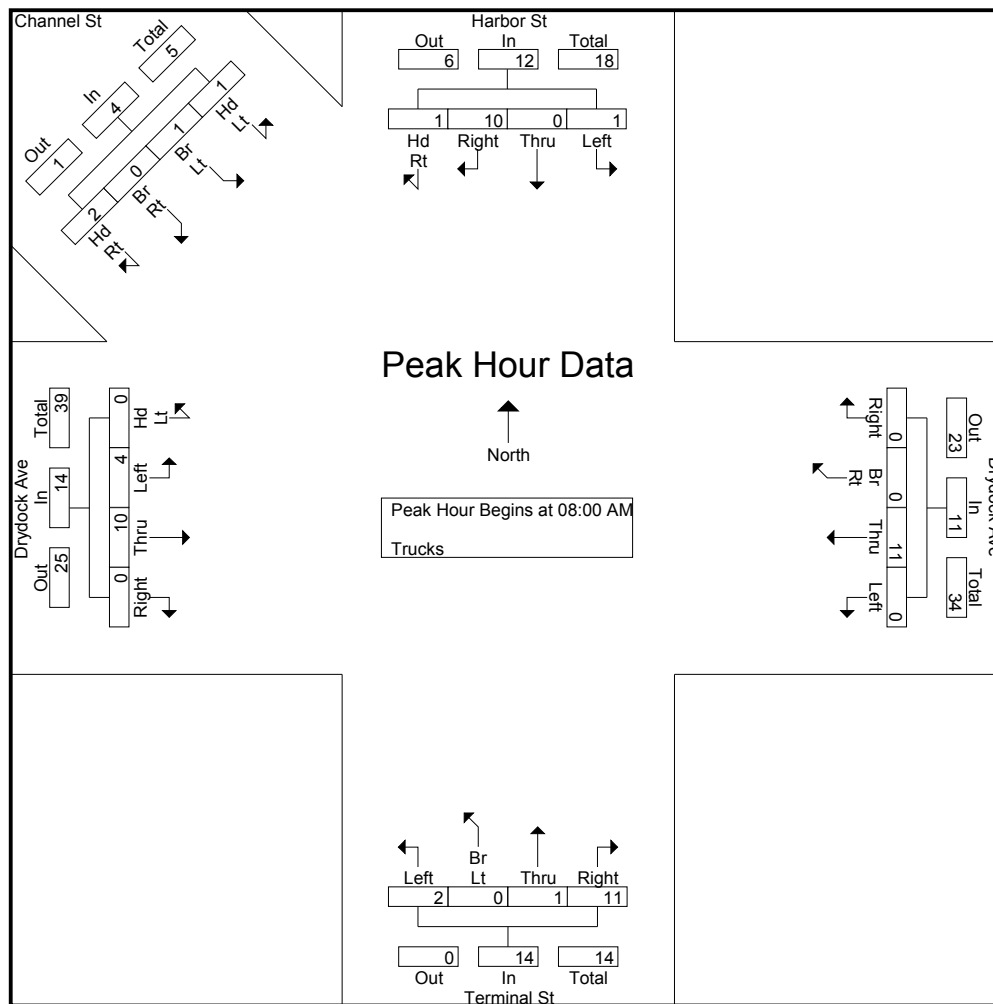 Channel St
Total
5
In
4
Out
1
1
Hd
Lt
1
Br
Lt
0
Br
Rt
2
Hd
Rt
Harbor St
Out In Total
6 12 18
1 10 0 1
Hd Right Thru Left
Rt
Peak Hour Data
North
Peak Hour Begins at 08:00 AM
Trucks
Drydock Ave
Total
39
In
14
Out
25
0
Hd
Lt
4
Left
10
Thru
0
Right
Right
0
Br
Rt
0
Thru
11
Left
0
Out
23
In
11
Total
34
Drydock Ave
Br
Left Lt Thru Right
2 0 1 11
0 14 14
Out In Total
Terminal St